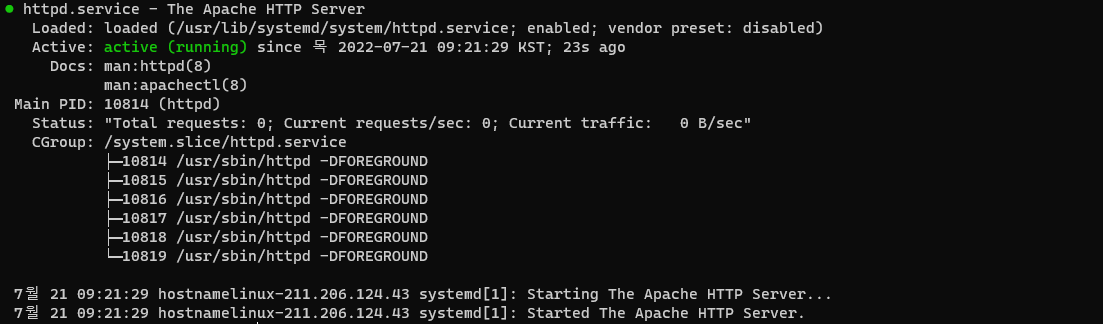 ● httpd.service - The Apache HTTP Server
   Loaded: loaded (/usr/lib/systemd/system/httpd.service; enabled; vendor preset: disabled)
   Active: active (running) since 목 2022-07-21 09:21:29 KST; 23s ago
     Docs: man:httpd(8)
           man:apachectl(8)
 Main PID: 10814 (httpd)
   Status: "Total requests: 0; Current requests/sec: 0; Current traffic:   0 B/sec"
   CGroup: /system.slice/httpd.service
           ├─10814 /usr/sbin/httpd -DFOREGROUND
           ├─10815 /usr/sbin/httpd -DFOREGROUND
           ├─10816 /usr/sbin/httpd -DFOREGROUND
           ├─10817 /usr/sbin/httpd -DFOREGROUND
           ├─10818 /usr/sbin/httpd -DFOREGROUND
           └─10819 /usr/sbin/httpd -DFOREGROUND

 7월 21 09:21:29 hostnamelinux-211.206.124.43 systemd[1]: Starting The Apache HTTP Server...
 7월 21 09:21:29 hostnamelinux-211.206.124.43 systemd[1]: Started The Apache HTTP Server.